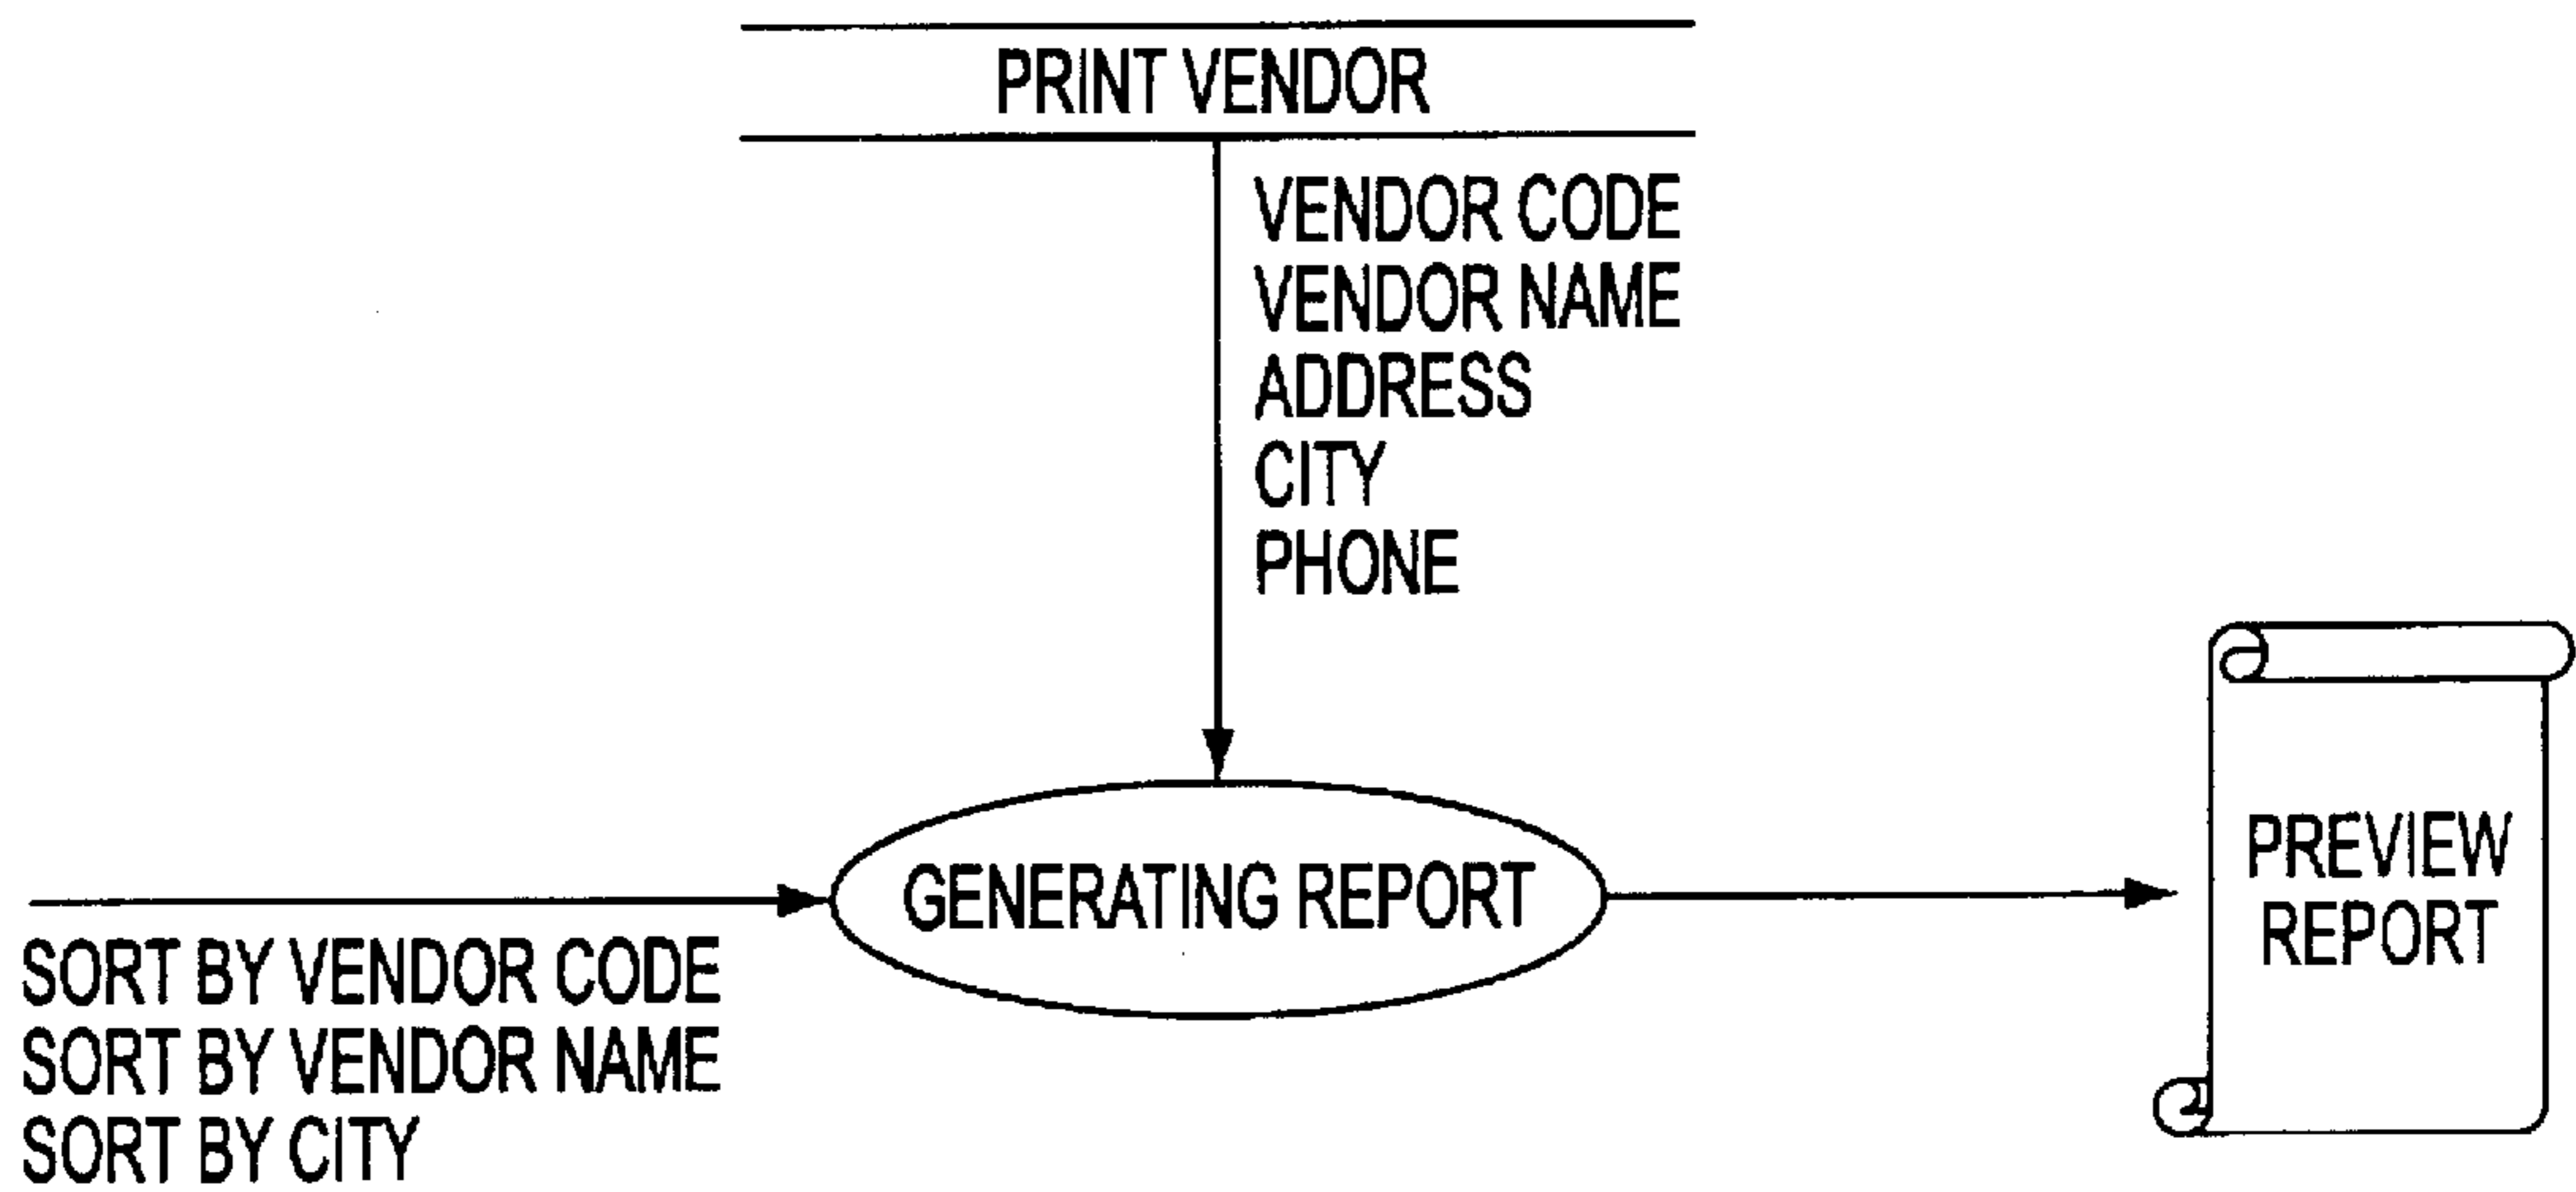 PRINT VENDOR
VENDOR CODE
VENDOR NAME
ADDRESS
CITY
PHONE
GENERATING REPORT
SORT BY VENDOR CODE
SORT BY VENDOR NAME
SORT BY CITY
PREVIEW
REPORT